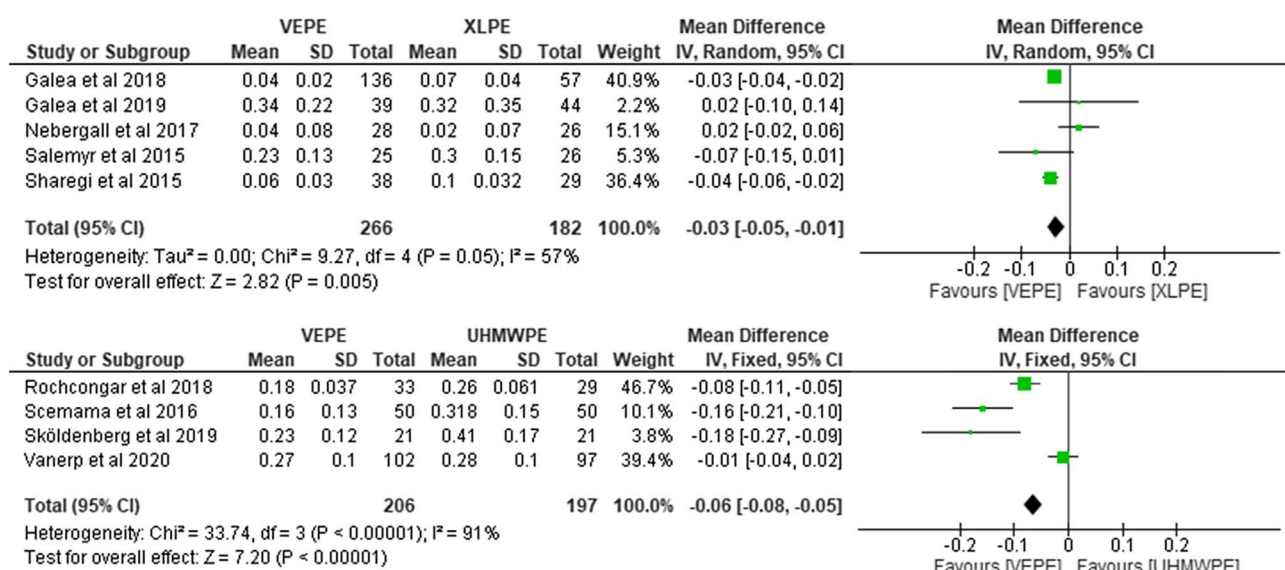 VEPE XLPE Mean Difference Mean Difference
Study or Subgroup Mean SD Total Mean SD Total Weight IV, Random, 95% CI IV, Random, 95% CI
Galea et al 2018 0.04 0.02 136 0.07 0.04 57 40.9% -0.03 [-0.04, -0.02]
Galea et al 2019 0.34 0.22 39 0.32 0.35 44 2.2% 0.02 [-0.10, 0.14]
Nebergall et al 2017 0.04 0.08 28 0.02 0.07 26 15.1% 0.02 [-0.02, 0.06]
Salemyr et al 2015 0.23 0.13 25 0.3 0.15 26 5.3% -0.07 [-0.15, 0.01]
Sharegi et al 2015 0.06 0.03 38 0.1 0.032 29 36.4% -0.04 [-0.06, -0.02]
Total (95% CI) 266 182 100.0% -0.03 [-0.05, -0.01]
Heterogeneity: Tau² = 0.00; Chi² = 9.27, df = 4 (P = 0.05); I² = 57%
Test for overall effect: Z = 2.82 (P = 0.005)
-0.2 -0.1 0 0.1 0.2
Favours [VEPE] Favours [XLPE]
VEPE UHMWPE Mean Difference Mean Difference
Study or Subgroup Mean SD Total Mean SD Total Weight IV, Fixed, 95% CI IV, Fixed, 95% CI
Rochcongar et al 2018 0.18 0.037 33 0.26 0.061 29 46.7% -0.08 [-0.11, -0.05]
Scemama et al 2016 0.16 0.13 50 0.318 0.15 50 10.1% -0.16 [-0.21, -0.10]
Sköldenberg et al 2019 0.23 0.12 21 0.41 0.17 21 3.8% -0.18 [-0.27, -0.09]
Vanerp et al 2020 0.27 0.1 102 0.28 0.1 97 39.4% -0.01 [-0.04, 0.02]
Total (95% CI) 206 197 100.0% -0.06 [-0.08, -0.05]
Heterogeneity: Chi² = 33.74, df = 3 (P < 0.00001); I² = 91%
Test for overall effect: Z = 7.20 (P < 0.00001)
-0.2 -0.1 0 0.1 0.2
Favours [VEPE] Favours [UHMWPE]